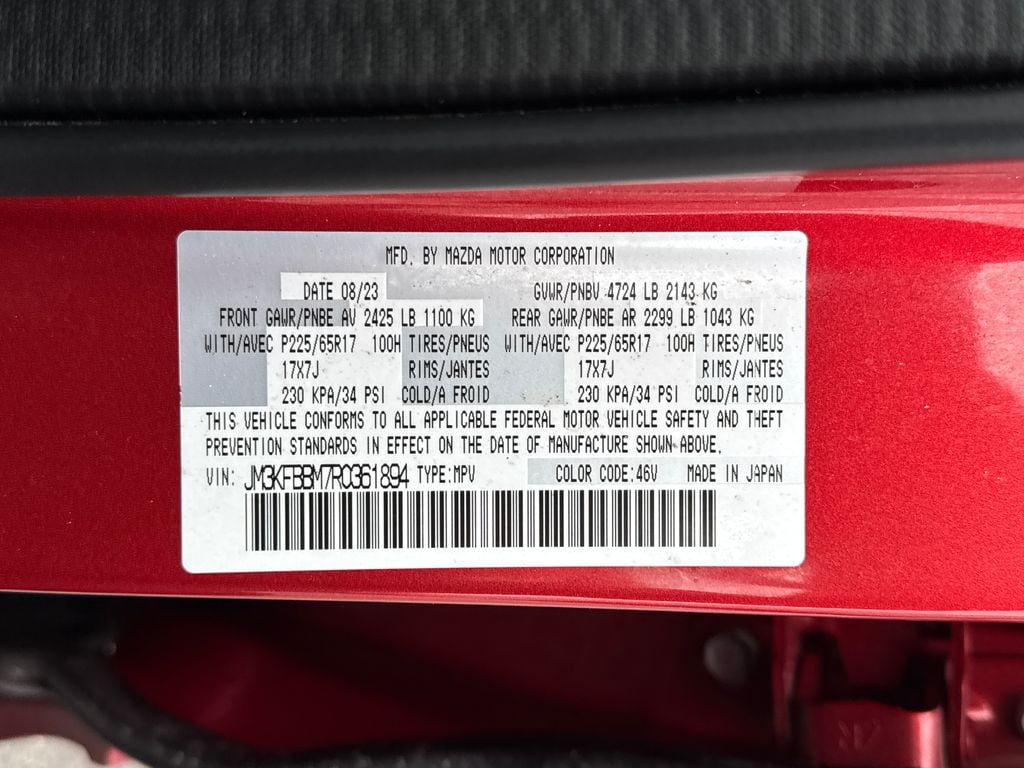 MFD. BY MAZDA MOTOR CORPORATION
DATE 08/23 GVWR/PNBV 4724 LB 2143 KG
FRONT GAWR/PNBE AV 2425 LB 1100 KG REAR GAWR/PNBE AR 2299 LB 1043 KG
WITH/AVEC P225/65R17 100H TIRES/PNEUS WITH/AVEC P225/65R17 100H TIRES/PNEUS
17X7J RIMS/JANTES 17X7J RIMS/JANTES
230 KPA/34 PSI COLD/A FROID 230 KPA/34 PSI COLD/A FROID
THIS VEHICLE CONFORMS TO ALL APPLICABLE FEDERAL MOTOR VEHICLE SAFETY AND THEFT
PREVENTION STANDARDS IN EFFECT ON THE DATE OF MANUFACTURE SHOWN ABOVE.
VIN: JM3KFBBM7R0361894 TYPE:MPV COLOR CODE:46V MADE IN JAPAN